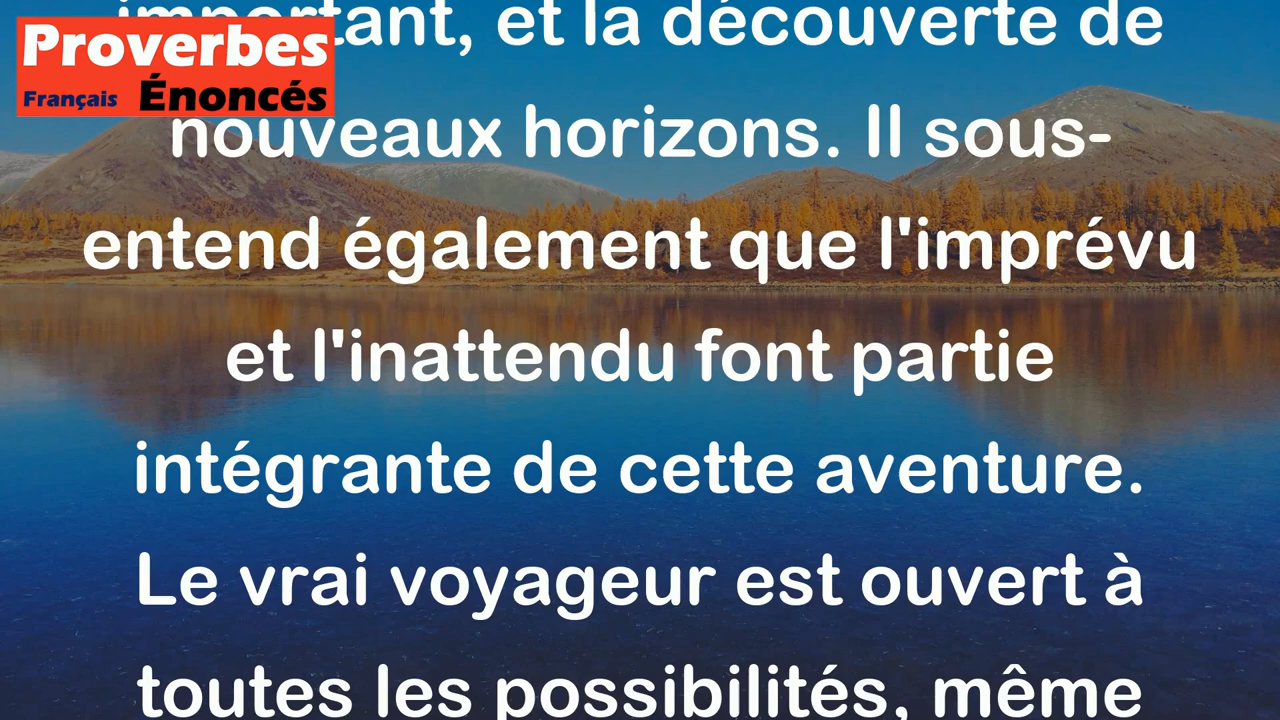 Proverbes
Français Énoncés
important, et la découverte de
nouveaux horizons. Il sous-
entend également que l'imprévu
et l'inattendu font partie
intégrante de cette aventure.
Le vrai voyageur est ouvert à
toutes les possibilités, même